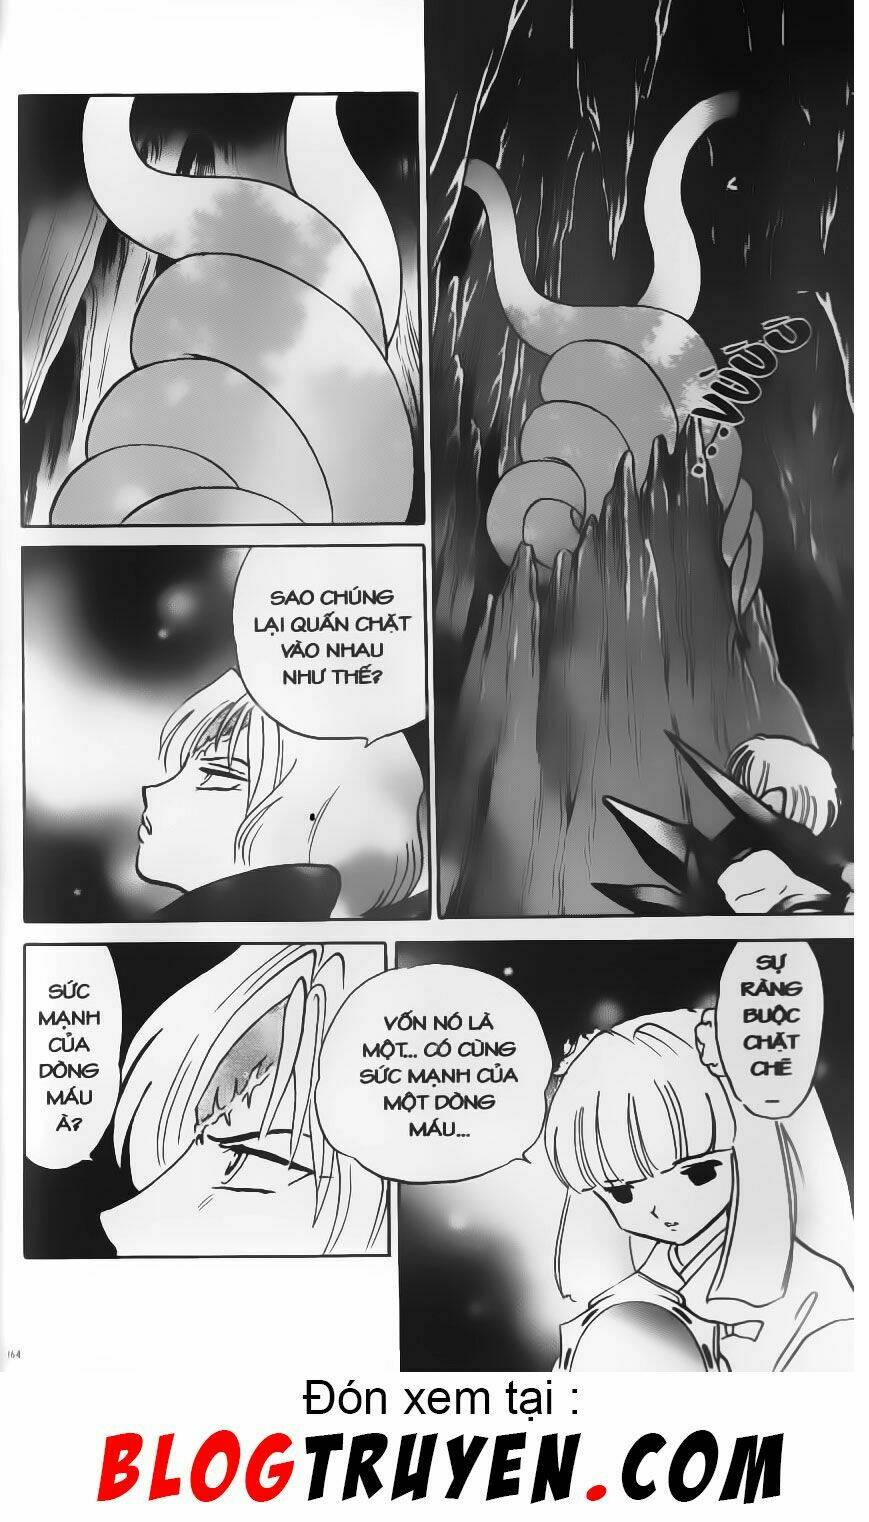 ...VÙÙÙ
SAO CHÚNG
LẠI QUẤN CHẶT
VÀO NHAU
NHƯ THẾ?
SỰ
RÀNG
BUỘC
CHẶT
CHẼ
–
VỐN NÓ LÀ
MỘT... CÓ CÙNG
SỨC MẠNH CỦA
MỘT DÒNG
MÁU...
SỨC
MẠNH
CỦA
DÒNG
MÁU
À?
164
Đón xem tại :
BLOGTRUYEN.COM